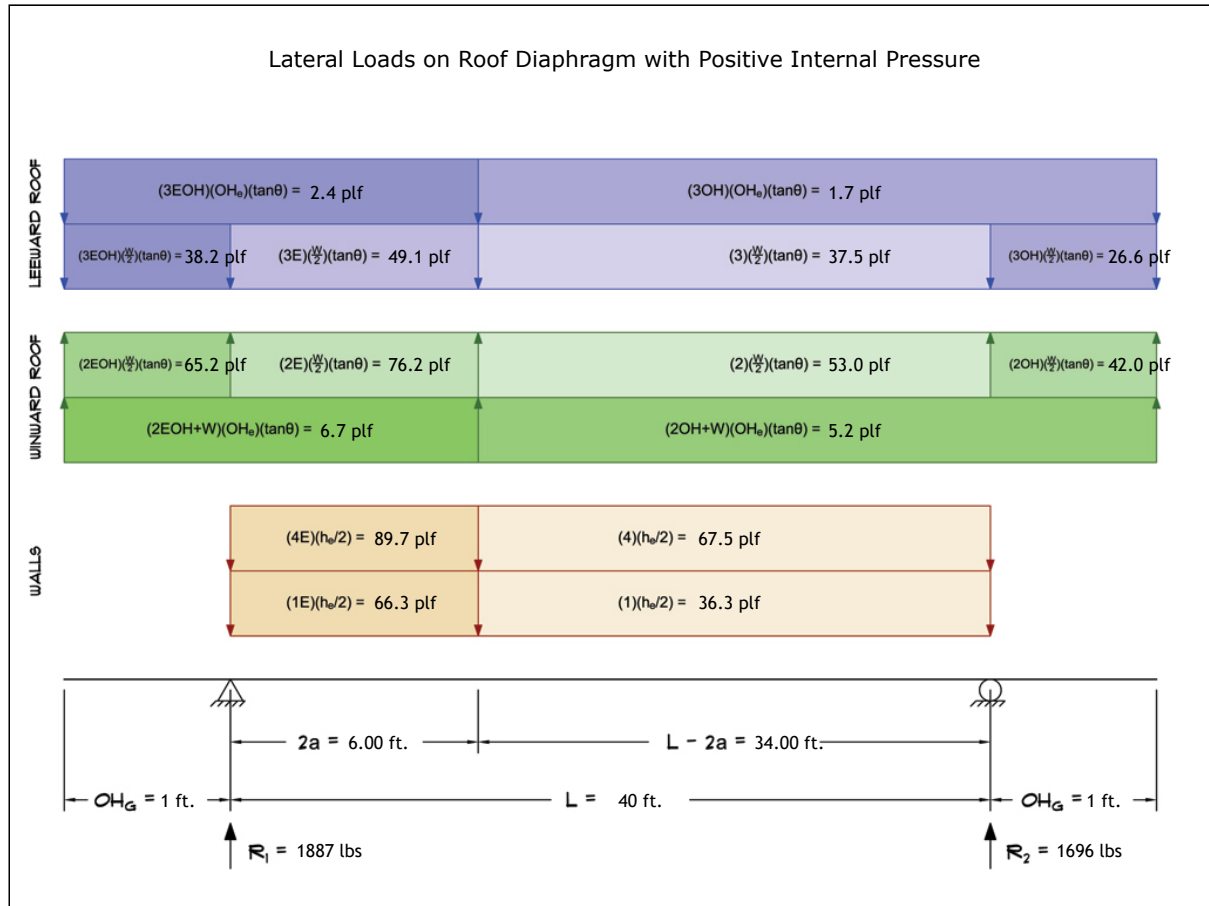 Lateral Loads on Roof Diaphragm with Positive Internal Pressure
LEEWARD ROOF
(3EOH)(OHₑ)(tanθ) = 2.4 plf
(3OH)(OHₑ)(tanθ) = 1.7 plf
(3EOH)(W/2)(tanθ) = 38.2 plf
(3E)(W/2)(tanθ) = 49.1 plf
(3)(W/2)(tanθ) = 37.5 plf
(3OH)(W/2)(tanθ) = 26.6 plf
WINWARD ROOF
(2EOH)(W/2)(tanθ) = 65.2 plf
(2E)(W/2)(tanθ) = 76.2 plf
(2)(W/2)(tanθ) = 53.0 plf
(2OH)(W/2)(tanθ) = 42.0 plf
(2EOH+W)(OHₑ)(tanθ) = 6.7 plf
(2OH+W)(OHₑ)(tanθ) = 5.2 plf
WALLS
(4E)(hₑ/2) = 89.7 plf
(4)(hₑ/2) = 67.5 plf
(1E)(hₑ/2) = 66.3 plf
(1)(hₑ/2) = 36.3 plf
2a = 6.00 ft.
L - 2a = 34.00 ft.
OH_G = 1 ft.
L = 40 ft.
OH_G = 1 ft.
R₁ = 1887 lbs
R₂ = 1696 lbs